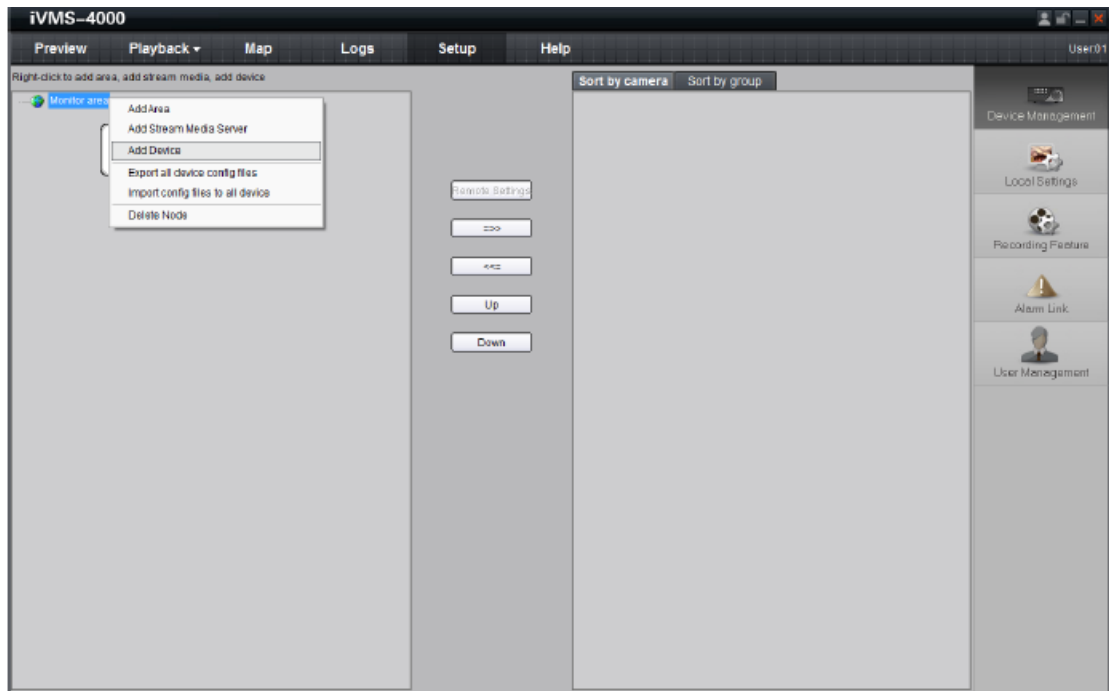 iVMS-4000
Preview Playback Map Logs Setup Help User01
Right-click to add area, add stream media, add device
Sort by camera Sort by group
Monitor area
Add Area
Add Stream Media Server
Add Device
Export all device config files
Import config files to all device
Delete Node
Remote Settings
=>>
<<=
Up
Down
Device Management
Local Settings
Recording Feature
Alarm Link
User Management